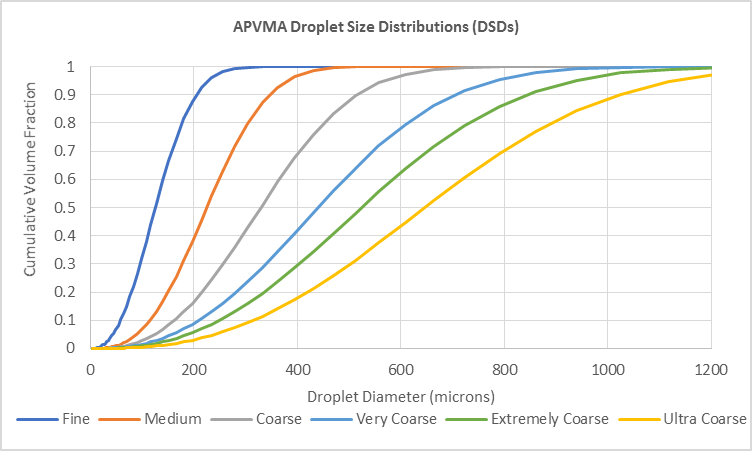 APVMA Droplet Size Distributions (DSDs)
1
0.9
0.8
0.7
0.6
0.5
0.4
0.3
0.2
0.1
0
Cumulative Volume Fraction
0 200 400 600 800 1000 1200
Droplet Diameter (microns)
Fine Medium Coarse Very Coarse Extremely Coarse Ultra Coarse